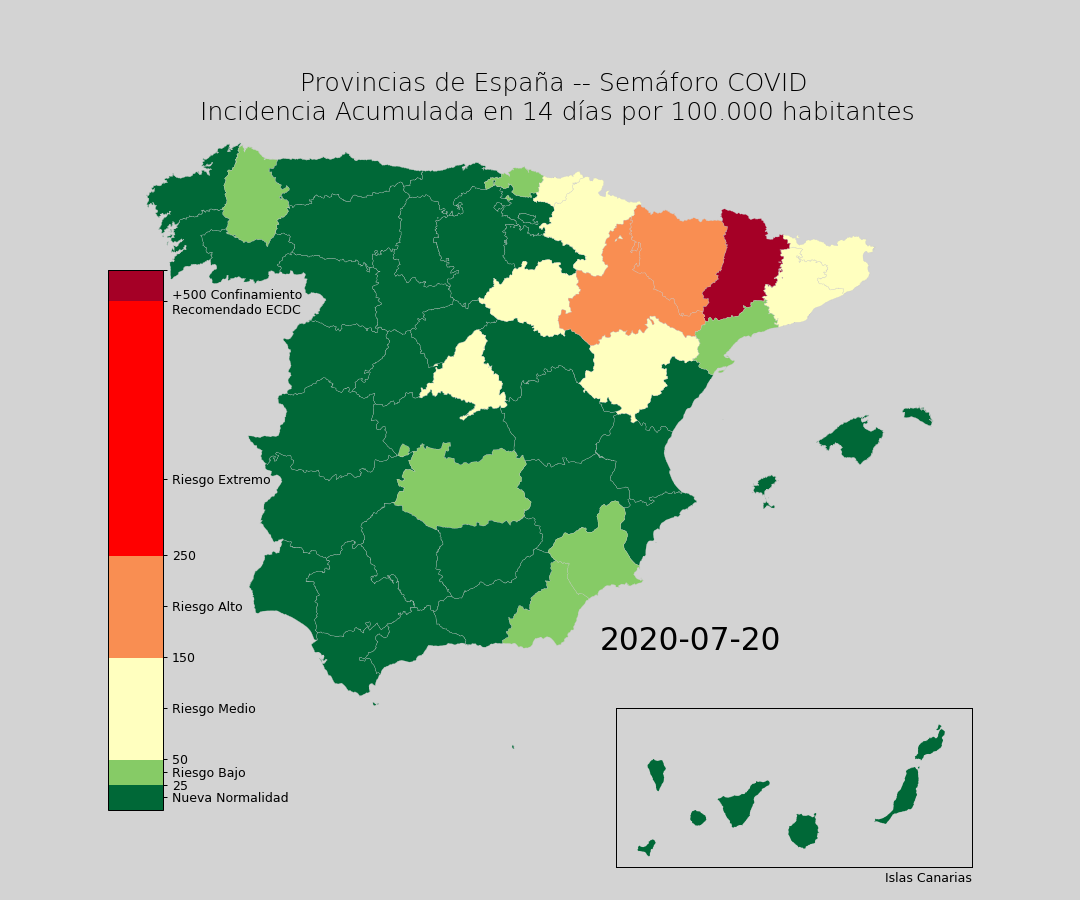 Provincias de España -- Semáforo COVID
Incidencia Acumulada en 14 días por 100.000 habitantes
+500 Confinamiento
Recomendado ECDC
Riesgo Extremo
250
Riesgo Alto
150
Riesgo Medio
50
Riesgo Bajo
25
Nueva Normalidad
2020-07-20
Islas Canarias